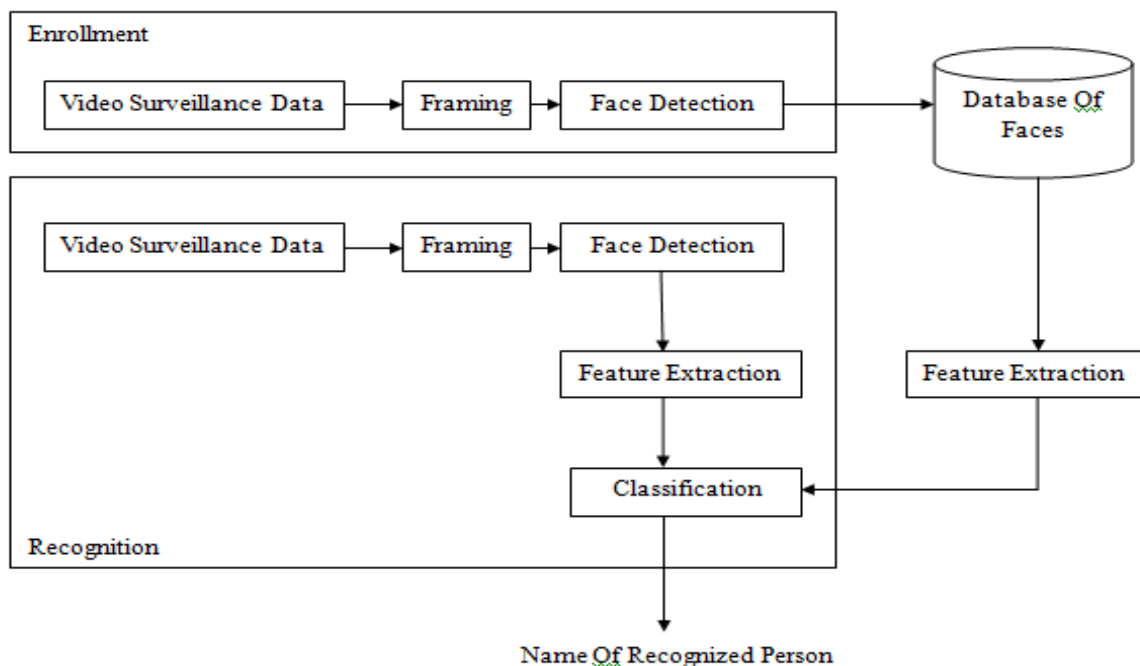 Enrollment
Video Surveillance Data
Framing
Face Detection
Database Of
Faces
Video Surveillance Data
Framing
Face Detection
Feature Extraction
Feature Extraction
Classification
Recognition
Name Of Recognized Person